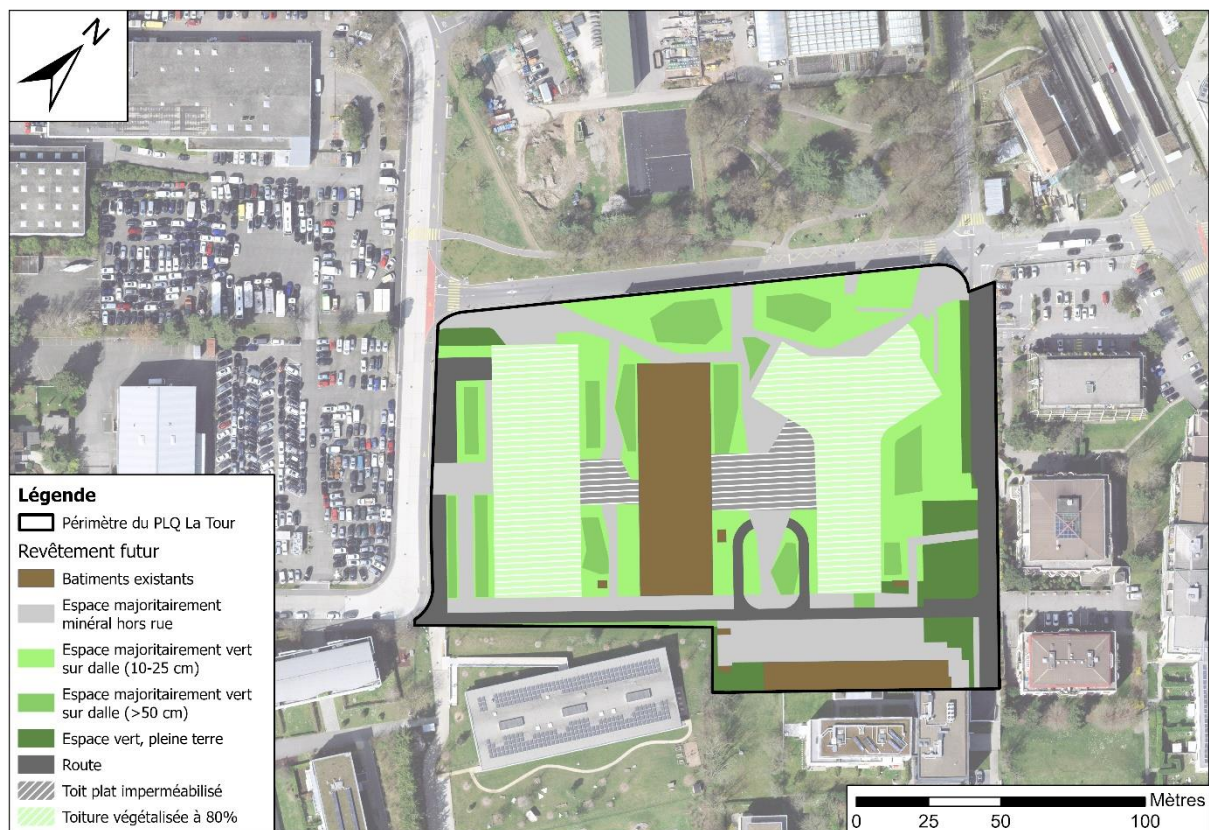 N
Légende
Périmètre du PLQ La Tour
Revêtement futur
Batiments existants
Espace majoritairement
minéral hors rue
Espace majoritairement vert
sur dalle (10-25 cm)
Espace majoritairement vert
sur dalle (>50 cm)
Espace vert, pleine terre
Route
Toit plat imperméabilisé
Toiture végétalisée à 80%
Mètres
0 25 50 100